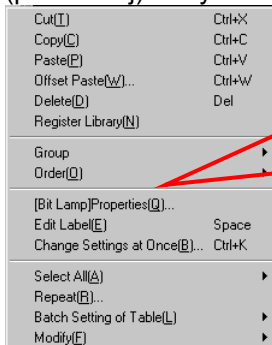 Cut(T) Ctrl+X
Copy(C) Ctrl+C
Paste(P) Ctrl+V
Offset Paste(W)... Ctrl+W
Delete(D) Del
Register Library(N)
Group
Order(O)
[Bit Lamp]Properties(Q)...
Edit Label(E) Space
Change Settings at Once(B)... Ctrl+K
Select All(A)
Repeat(R)...
Batch Setting of Table(L)
Modify(F)